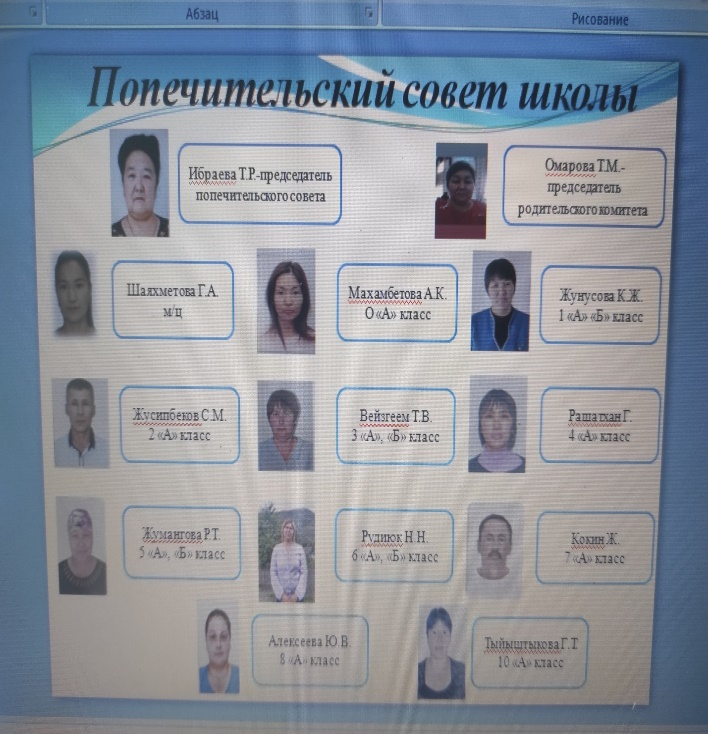 Абзац
Рисование
Попечительский совет школы
Ибраева Т.Р.-председатель
попечительского совета
Омарова Т.М.-
председатель
родительского комитета
Шаяхметова Г.А.
м/ц
Махамбетова А.К.
О «А» класс
Жунусова К.Ж.
1 «А» «Б» класс
Жусипбеков С.М.
2 «А» класс
Вейзгеем Т.В.
3 «А», «Б» класс
Рашатхан Г.
4 «А» класс
Жумангова Р.Т.
5 «А», «Б» класс
Рудиюк Н.Н.
6 «А», «Б» класс
Кокин Ж.
7 «А» класс
Алексеева Ю.В.
8 «А» класс
Тыйыштыкова Г.Т
10 «А» класс